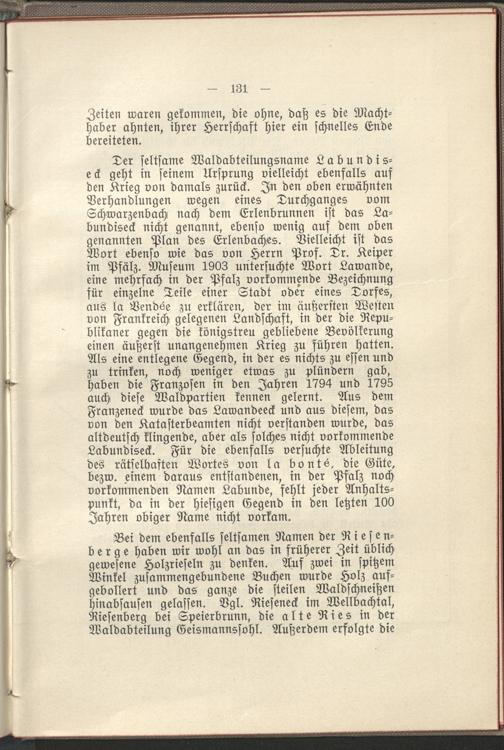 — 131 —
Zeiten waren gekommen, die ohne, daß es die Macht-
haber ahnten, ihrer Herrschaft hier ein schnelles Ende
bereiteten.
Der seltsame Waldabteilungsname Labundis-
eck geht in seinem Ursprung vielleicht ebenfalls auf
den Krieg von damals zurück. In den oben erwähnten
Verhandlungen wegen eines Durchganges vom
Schwarzenbach nach dem Erlenbrunnen ist das La-
bundiseck nicht genannt, ebenso wenig auf dem oben
genannten Plan des Erlenbaches. Vielleicht ist das
Wort ebenso wie das von Herrn Prof. Dr. Keiper
im Pfälz. Museum 1903 untersuchte Wort Lawande,
eine mehrfach in der Pfalz vorkommende Bezeichnung
für einzelne Teile einer Stadt oder eines Dorfes,
aus la Vendée zu erklären, der im äußersten Westen
von Frankreich gelegenen Landschaft, in der die Repu-
blikaner gegen die königstreu gebliebene Bevölkerung
einen äußerst unangenehmen Krieg zu führen hatten.
Als eine entlegene Gegend, in der es nichts zu essen und
zu trinken, noch weniger etwas zu plündern gab,
haben die Franzosen in den Jahren 1794 und 1795
auch diese Waldpartien kennen gelernt. Aus dem
Franzeneck wurde das Lawandeeck und aus diesem, das
von den Katasterbeamten nicht verstanden wurde, das
altdeutsch klingende, aber als solches nicht vorkommende
Labundiseck. Für die ebenfalls versuchte Ableitung
des rätselhaften Wortes von la bonté, die Güte,
bezw. einem daraus entstandenen, in der Pfalz noch
vorkommenden Namen Labunde, fehlt jeder Anhalts-
punkt, da in der hiesigen Gegend in den letzten 100
Jahren obiger Name nicht vorkam.
Bei dem ebenfalls seltsamen Namen der Riesen-
berge haben wir wohl an das in früherer Zeit üblich
gewesene Holzrieseln zu denken. Auf zwei in spitzem
Winkel zusammengebundene Buchen wurde Holz auf-
gebollert und das ganze die steilen Waldschneißen
hinabsausen gelassen. Vgl. Rieseneck im Wellbachtal,
Riesenberg bei Speierbrunn, die alte Ries in der
Waldabteilung Geismannssohl. Außerdem erfolgte die